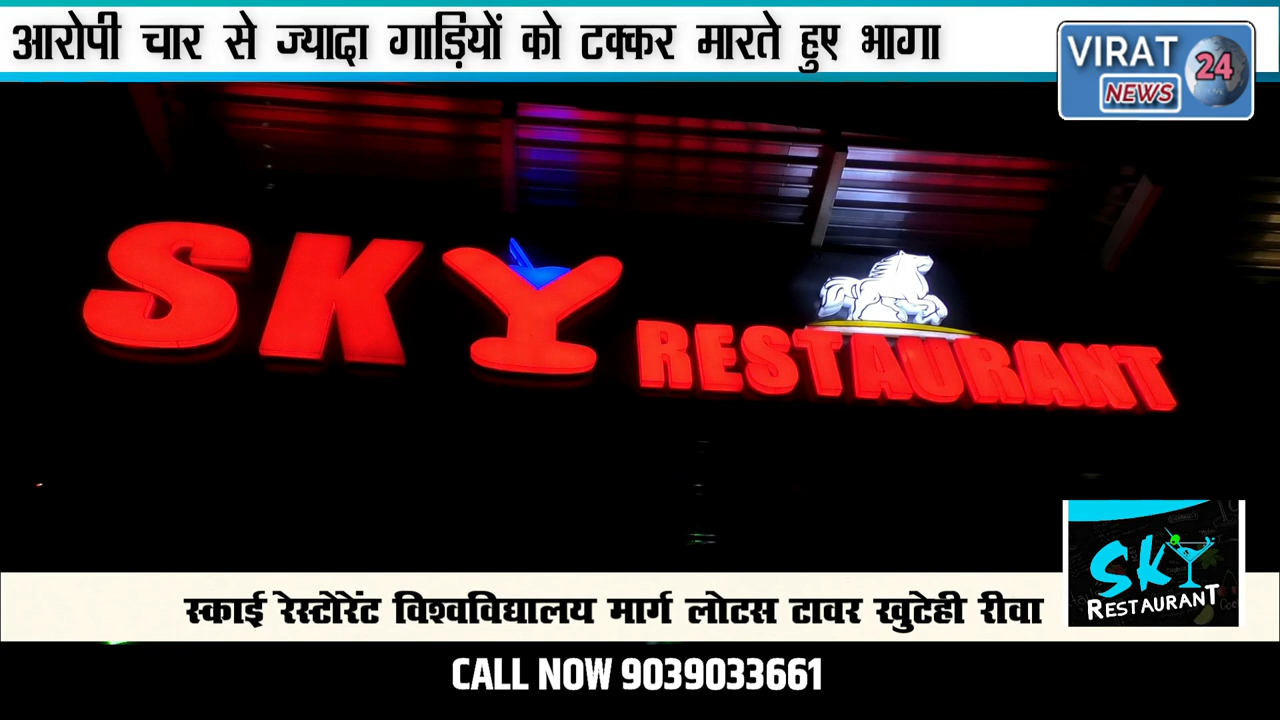 आरोपी चार से ज्यादा गाड़ियों को टक्कर मारते हुए भागा
VIRAT
24
NEWS
SKY
RESTAURANT
SKY
RESTAURANT
स्काई रेस्टोरेंट विश्वविद्यालय मार्ग लोटस टावर खुटेही रीवा
CALL NOW 9039033661